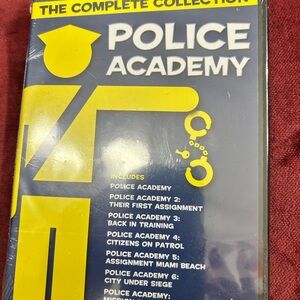 THE COMPLETE COLLECTION
POLICE
ACADEMY
INCLUDES
POLICE ACADEMY
POLICE ACADEMY 2:
THEIR FIRST ASSIGNMENT
POLICE ACADEMY 3:
BACK IN TRAINING
POLICE ACADEMY 4:
CITIZENS ON PATROL
POLICE ACADEMY 5:
ASSIGNMENT MIAMI BEACH
POLICE ACADEMY 6:
CITY UNDER SIEGE
POLICE ACADEMY: